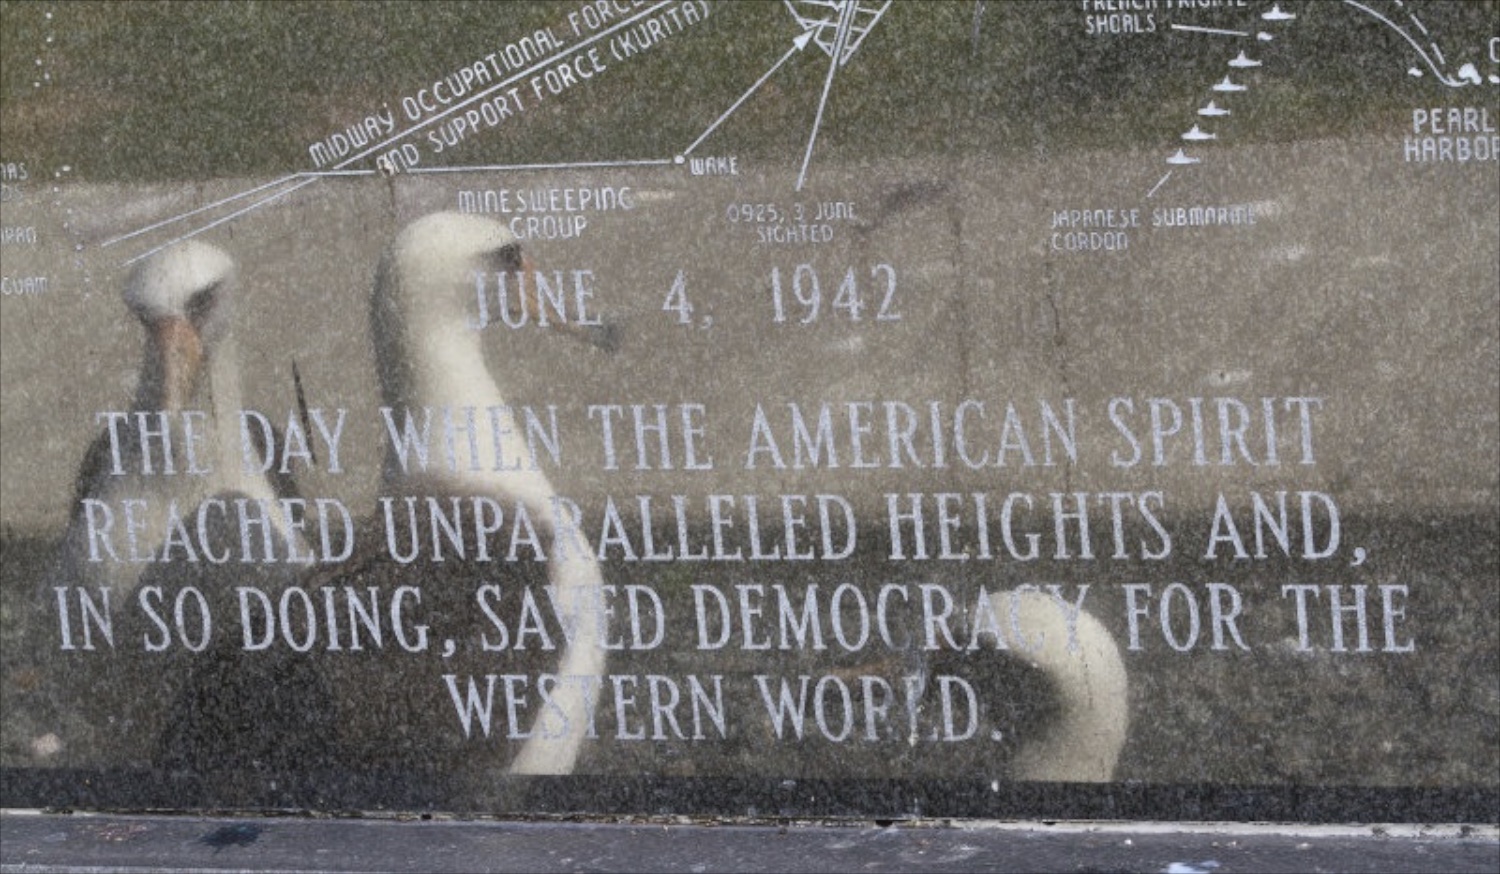 MIDWAY OCCUPATIONAL FORCE
AND SUPPORT FORCE (KURITA)
SHOALS
PEARL
HARBOR
WAKE
MINESWEEPING
GROUP
0925, 3 JUNE
SIGHTED
JAPANESE SUBMARINE
CORDON
GUAM
JUNE 4, 1942
THE DAY WHEN THE AMERICAN SPIRIT
REACHED UNPARALLELED HEIGHTS AND,
IN SO DOING, SAVED DEMOCRACY FOR THE
WESTERN WORLD.